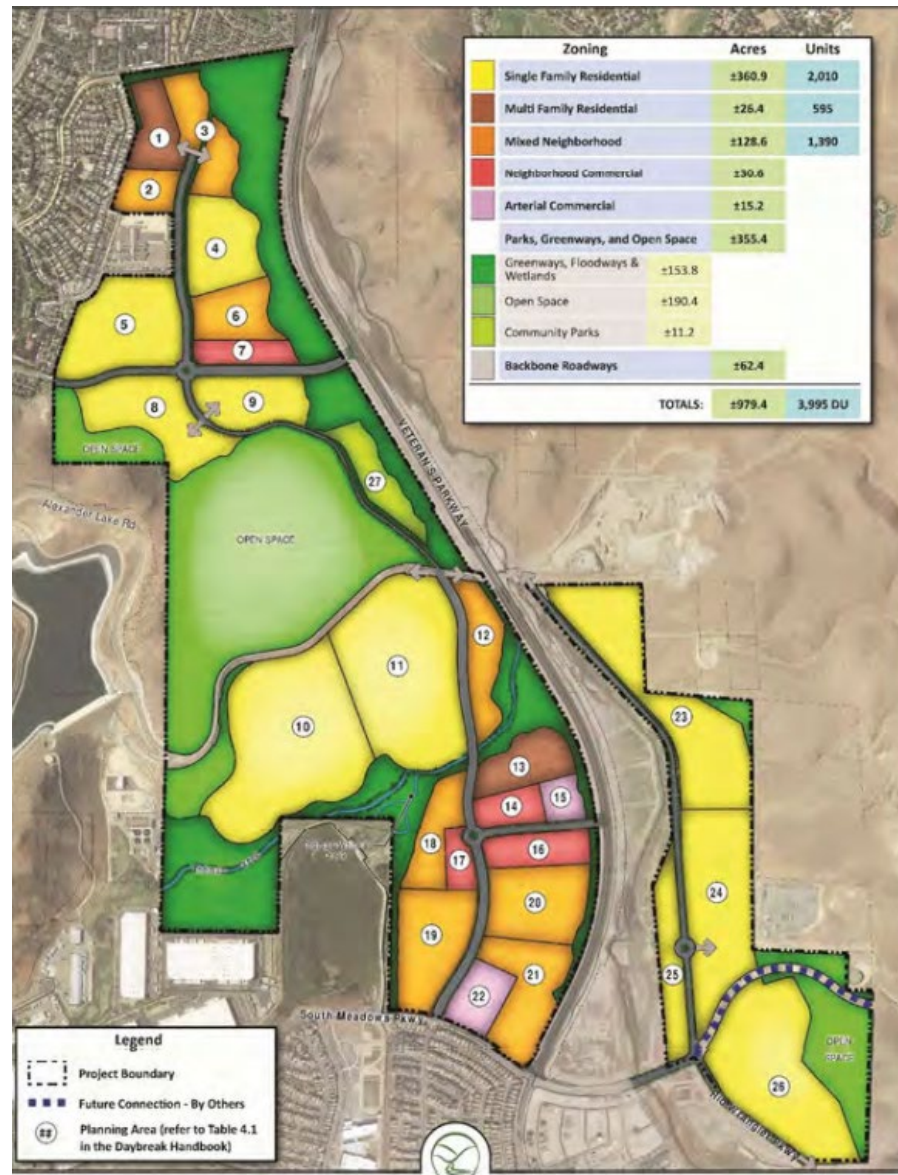 Zoning Acres Units
Single Family Residential ±360.9 2,010
Multi Family Residential ±26.4 595
Mixed Neighborhood ±128.6 1,390
Neighborhood Commercial ±30.6
Arterial Commercial ±15.2
Parks, Greenways, and Open Space ±355.4
Greenways, Floodways &
Wetlands ±153.8
Open Space ±190.4
Community Parks ±11.2
Backbone Roadways ±62.4
TOTALS: ±979.4 3,995 DU
1
3
2
4
5
6
7
8
9
OPEN SPACE
27
VETERAN'S PARKWAY
Alexander Lake Rd
OPEN SPACE
12
11
10
23
13
14
15
17
16
18
20
24
19
21
25
22
South Meadows Pkwy
OPEN
SPACE
26
Legend
Project Boundary
Future Connection - By Others
## Planning Area (refer to Table 4.1
in the Daybreak Handbook)